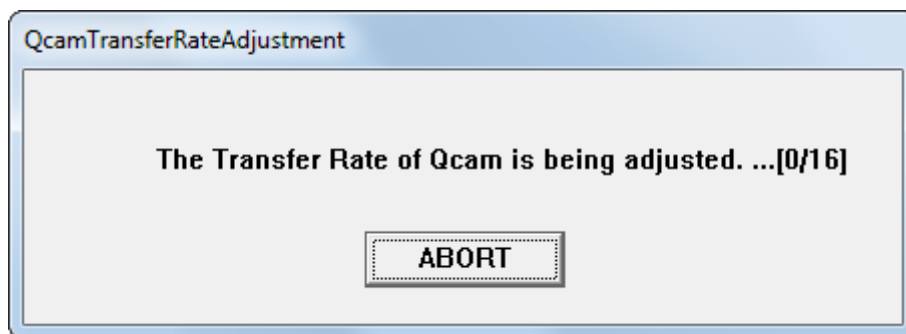 QcamTransferRateAdjustment
The Transfer Rate of Qcam is being adjusted. ...[0/16]
ABORT